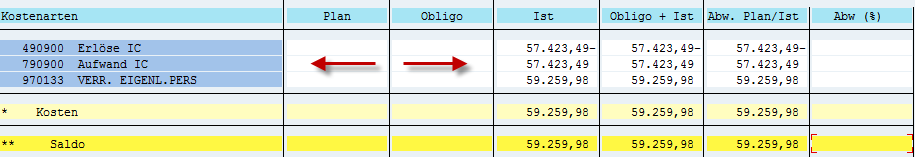 Kostenarten Plan Obligo Ist Obligo + Ist Abw. Plan/Ist Abw (%)
490900 Erlöse IC 57.423,49- 57.423,49- 57.423,49-
790900 Aufwand IC 57.423,49 57.423,49 57.423,49
970133 VERR. EIGENL.PERS 59.259,98 59.259,98 59.259,98
* Kosten 59.259,98 59.259,98 59.259,98
** Saldo 59.259,98 59.259,98 59.259,98